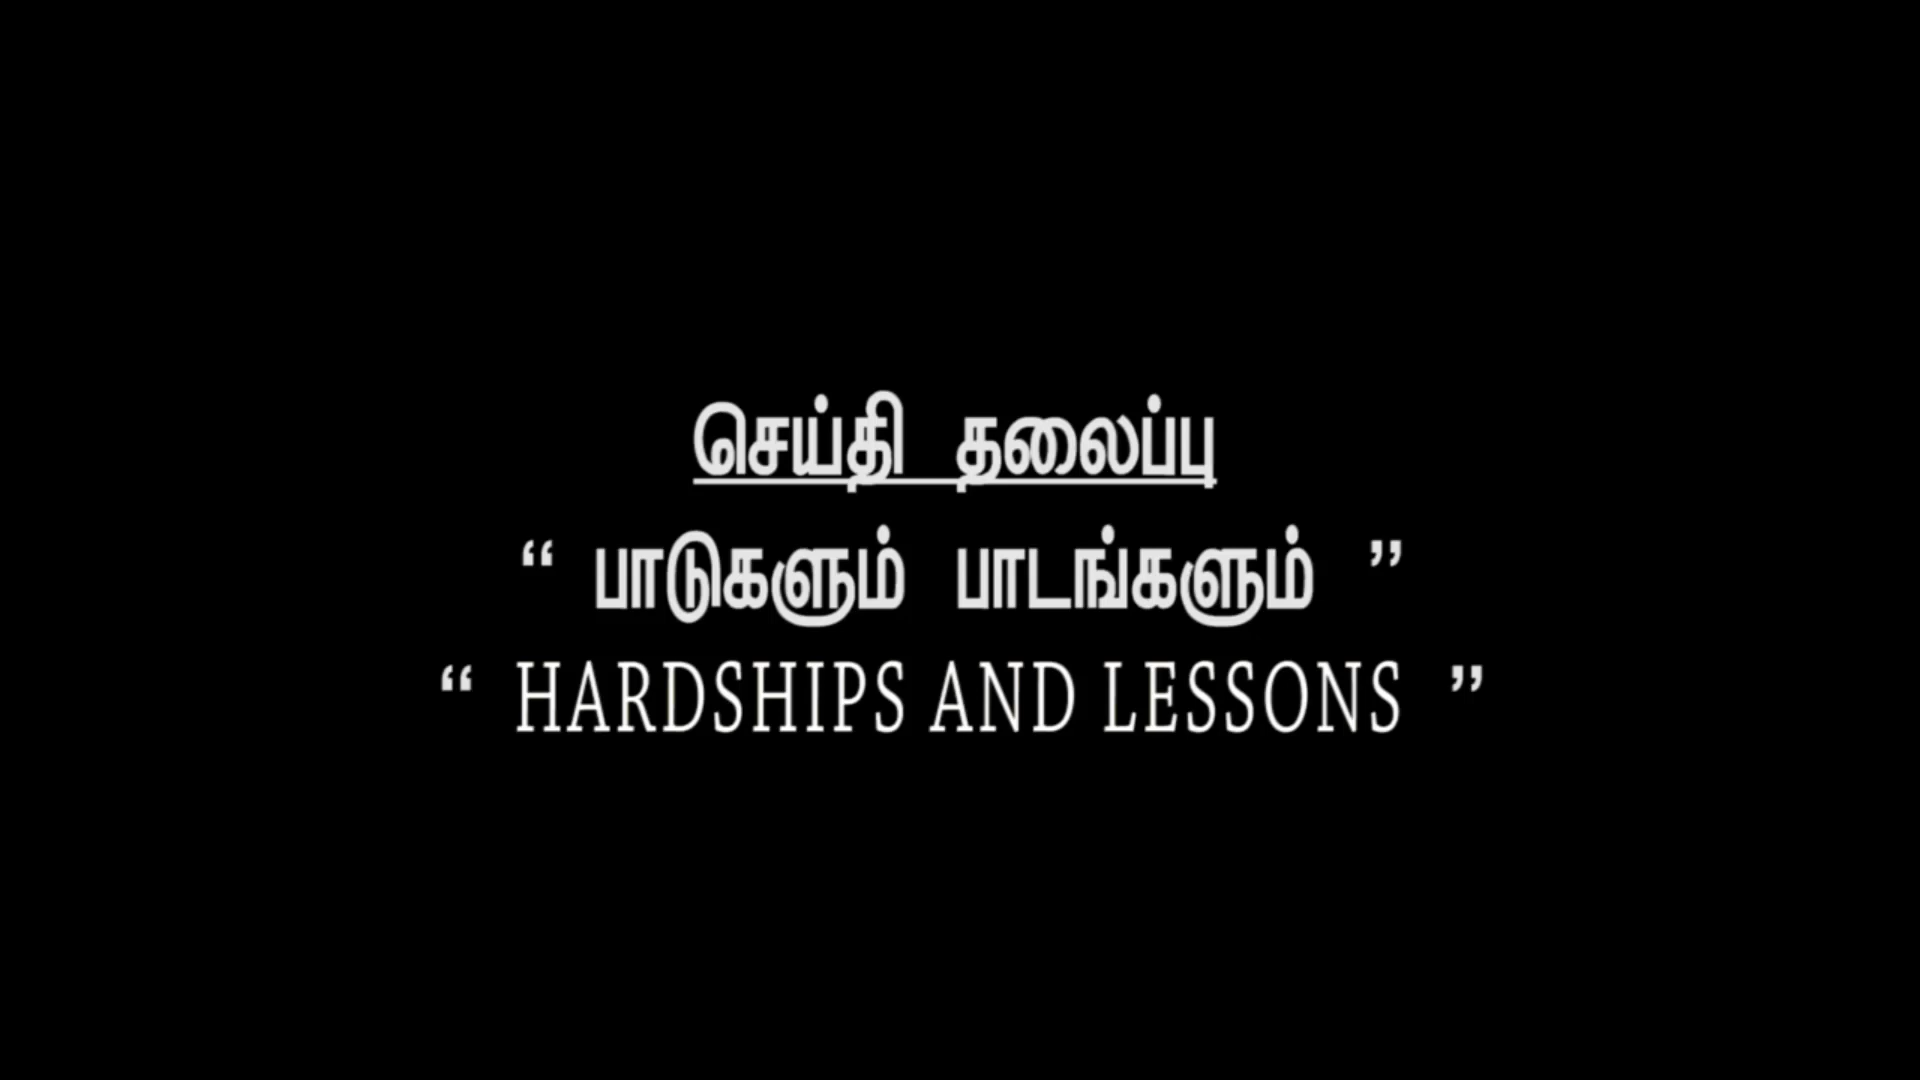 செய்தி தலைப்பு
“ பாடுகளும் பாடங்களும் ”
“ HARDSHIPS AND LESSONS ”